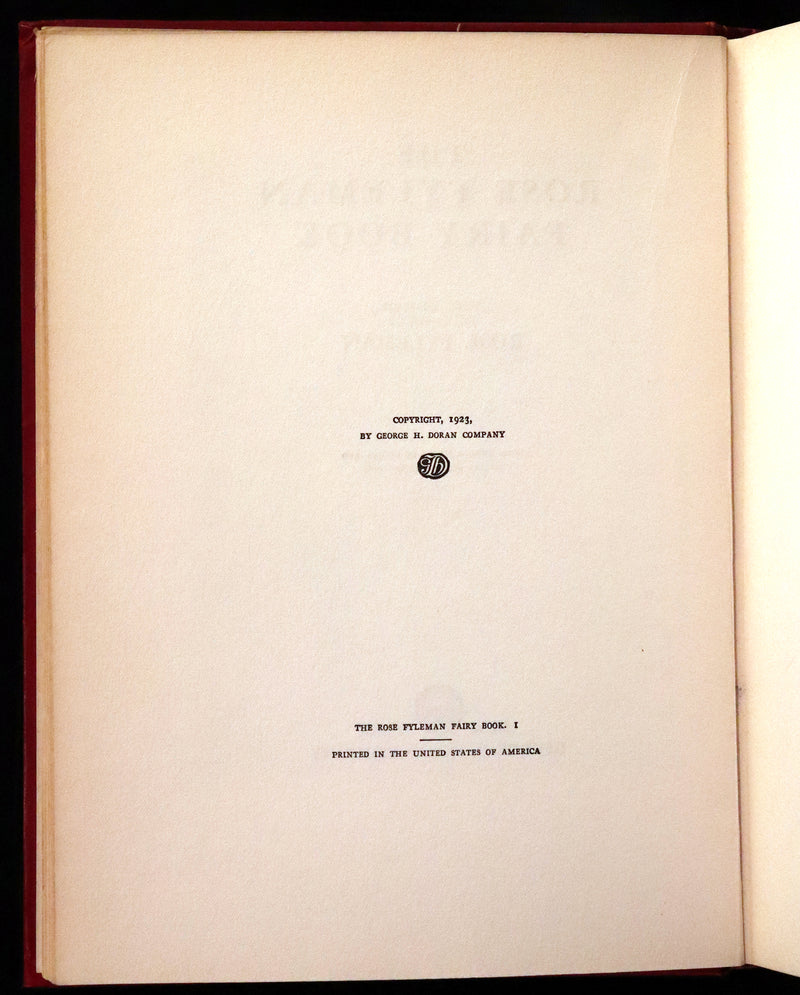 COPYRIGHT, 1923,
BY GEORGE H. DORAN COMPANY
THE ROSE FYLEMAN FAIRY BOOK. I
PRINTED IN THE UNITED STATES OF AMERICA